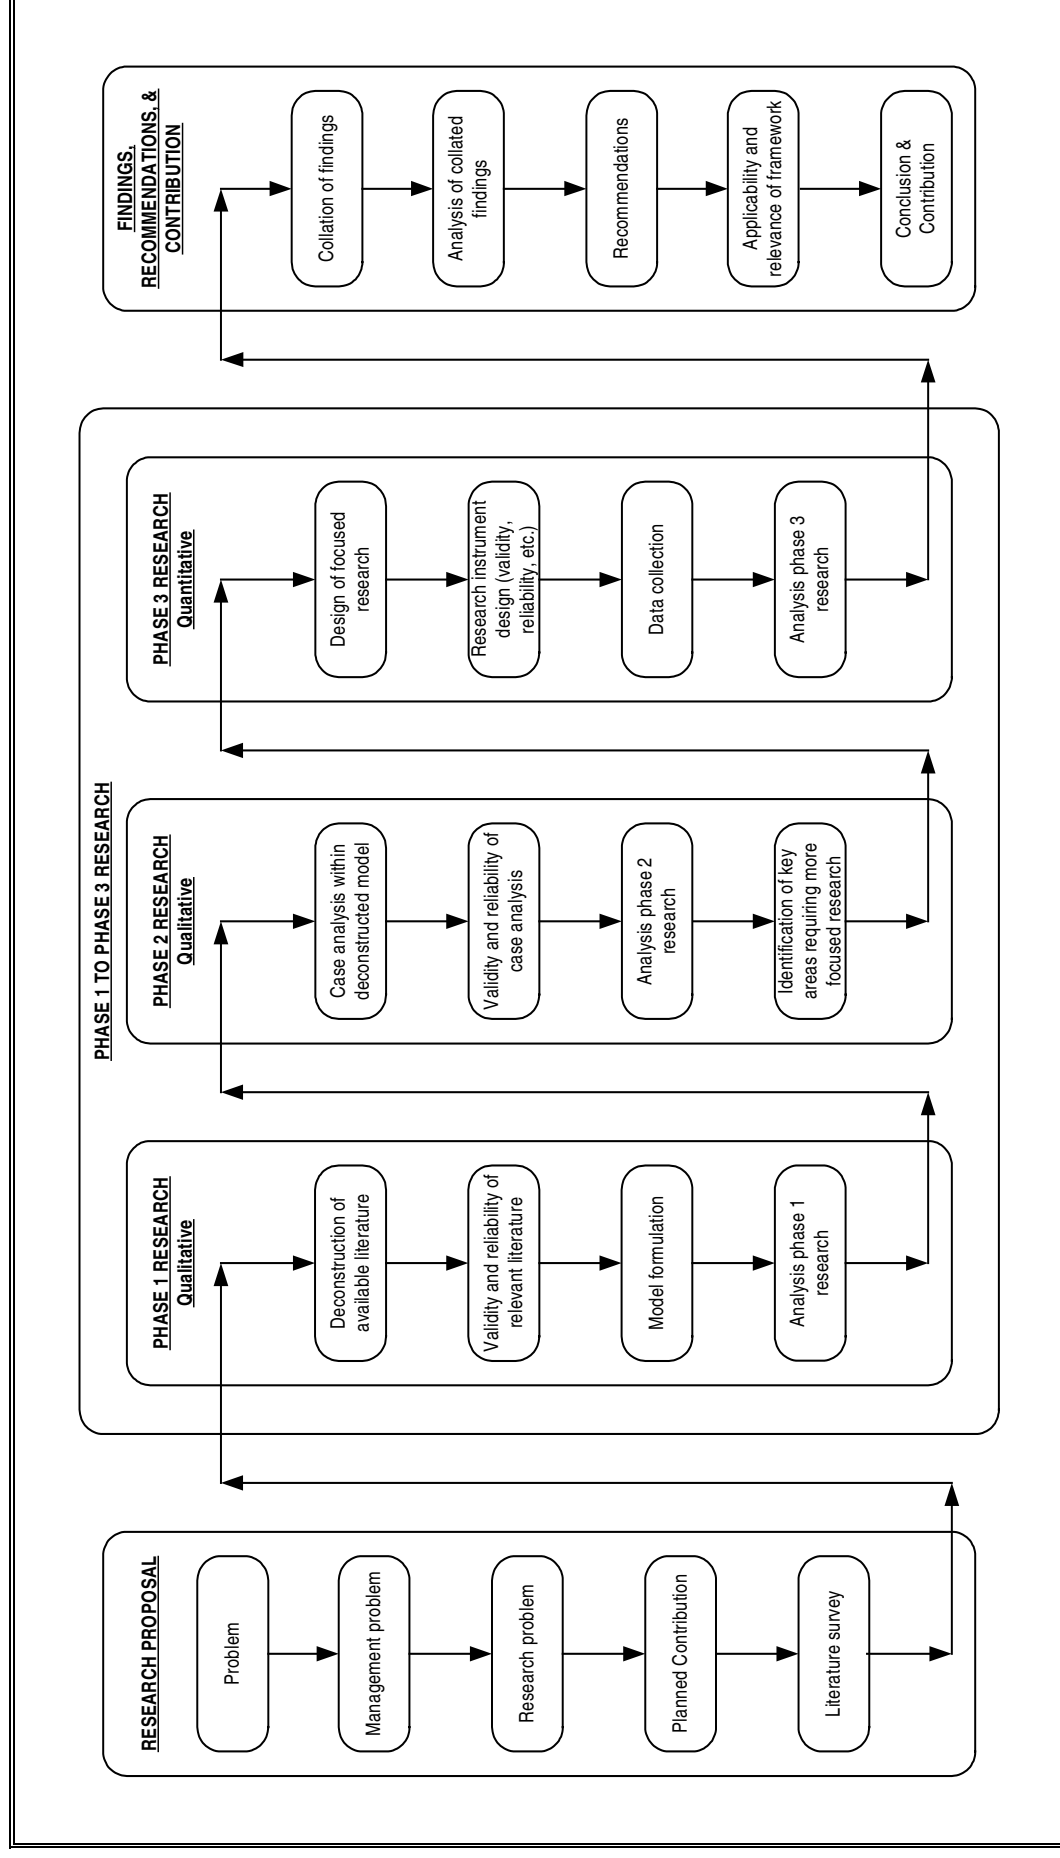 RESEARCH PROPOSAL
Problem
Management problem
Research problem
Planned Contribution
Literature survey
PHASE 1 TO PHASE 3 RESEARCH
PHASE 1 RESEARCH
Qualitative
Deconstruction of
available literature
Validity and reliability of
relevant literature
Model formulation
Analysis phase 1
research
PHASE 2 RESEARCH
Qualitative
Case analysis within
deconstructed model
Validity and reliability of
case analysis
Analysis phase 2
research
Identification of key
areas requiring more
focused research
PHASE 3 RESEARCH
Quantitative
Design of focused
research
Research instrument
design (validity,
reliability, etc.)
Data collection
Analysis phase 3
research
FINDINGS,
RECOMMENDATIONS, &
CONTRIBUTION
Collation of findings
Analysis of collated
findings
Recommendations
Applicability and
relevance of framework
Conclusion &
Contribution